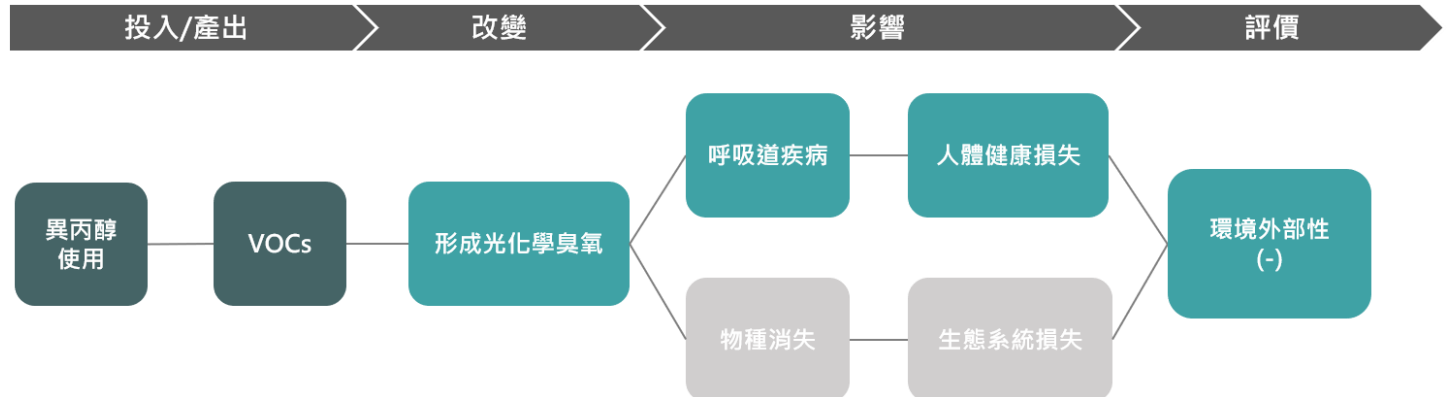 投入/產出
改變
影響
評價
呼吸道疾病
人體健康損失
異丙醇
使用
VOCs
形成光化學臭氧
環境外部性
(-)
物種消失
生態系統損失